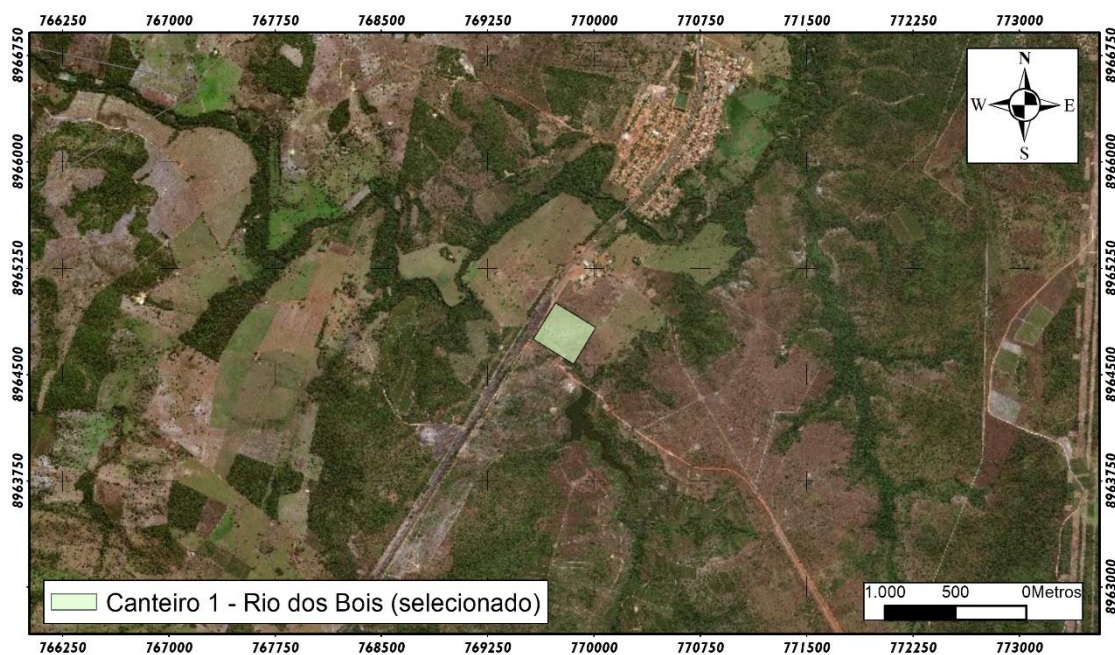 766250 767000 767750 768500 769250 770000 770750 771500 772250 773000
8966750 8966750
8966000 8966000
8965250 8965250
8964500 8964500
8963750 8963750
8963000 8963000
N
W E
S
Canteiro 1 - Rio dos Bois (selecionado)
1.000 500 0Metros
766250 767000 767750 768500 769250 770000 770750 771500 772250 773000